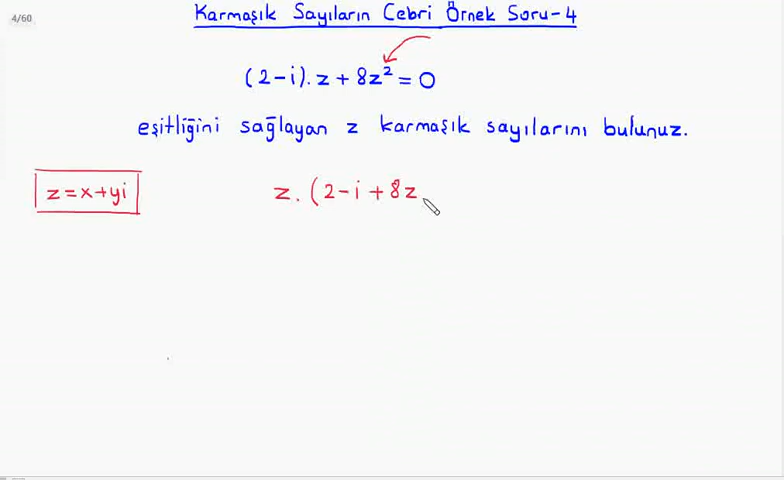 4/60
Karmaşık Sayıların Cebri Örnek Soru-4
(2-i).z + 8z² = 0
eşitliğini sağlayan z karmaşık sayılarını bulunuz.
z=x+yi
z.(2-i+8z